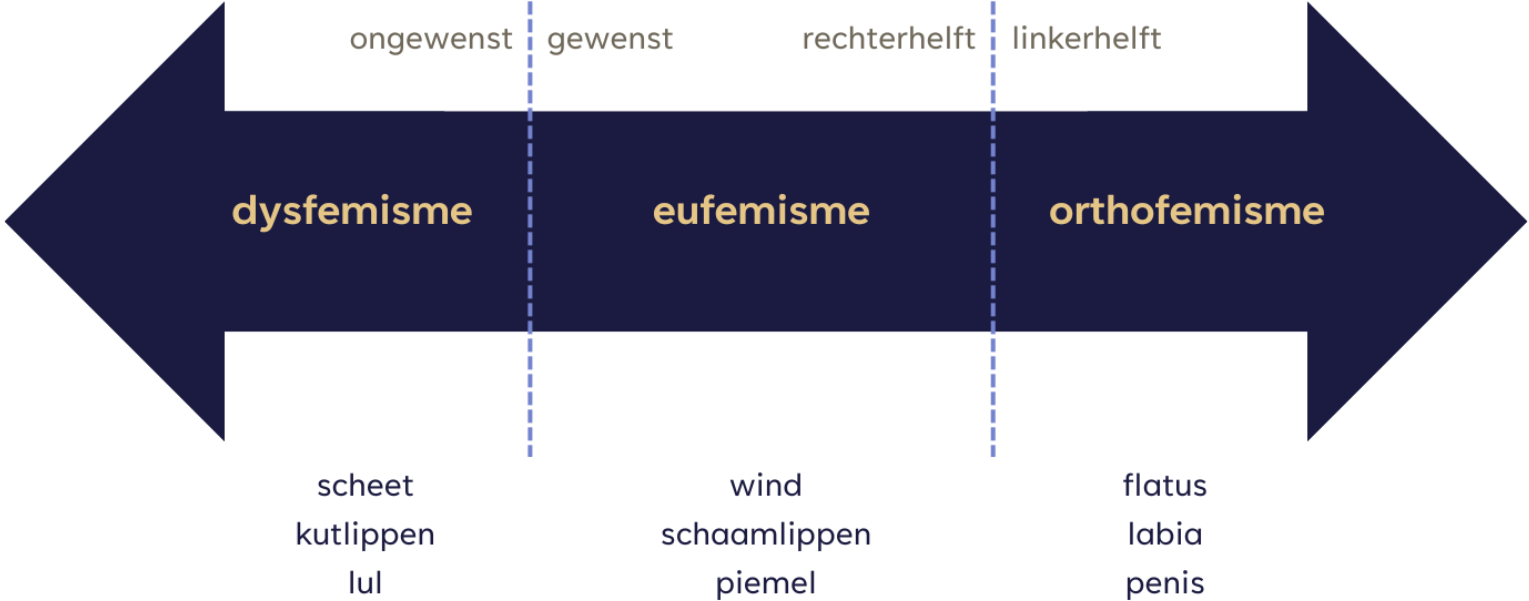 ongewenst gewenst rechterhelft linkerhelft
dysfemisme eufemisme orthofemisme
scheet wind flatus
kutlippen schaamlippen labia
lul piemel penis